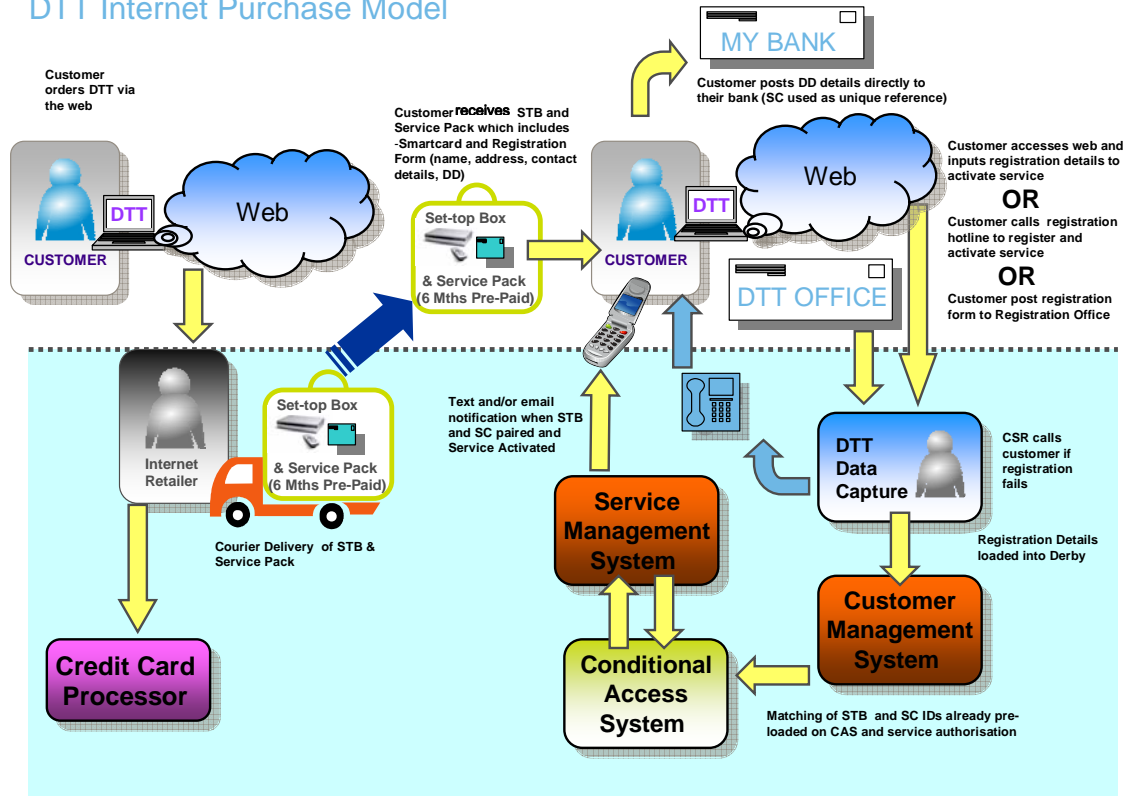 DTT Internet Purchase Model
MY BANK
Customer
orders DTT via
the web
Customer posts DD details directly to
their bank (SC used as unique reference)
Customer receives STB and
Service Pack which includes
-Smartcard and Registration
Form (name, address, contact
details, DD)
DTT
Web
CUSTOMER
Set-top Box
& Service Pack
(6 Mths Pre-Paid)
DTT
Web
CUSTOMER
Customer accesses web and
inputs registration details to
activate service
OR
Customer calls registration
hotline to register and
activate service
OR
Customer post registration
form to Registration Office
DTT OFFICE
Internet
Retailer
Set-top Box
& Service Pack
(6 Mths Pre-Paid)
Courier Delivery of STB &
Service Pack
Text and/or email
notification when STB
and SC paired and
Service Activated
DTT
Data
Capture
CSR calls
customer if
registration
fails
Service
Management
System
Registration Details
loaded into Derby
Customer
Management
System
Credit Card
Processor
Conditional
Access
System
Matching of STB and SC IDs already pre-
loaded on CAS and service authorisation